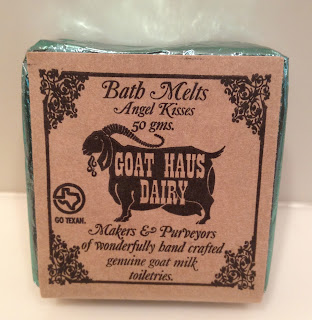 Bath Melts
Angel Kisses
50 gms.
GOAT HAUS
DAIRY
GO TEXAN.
Makers & Purveyors
of wonderfully hand crafted
genuine goat milk
toiletries.